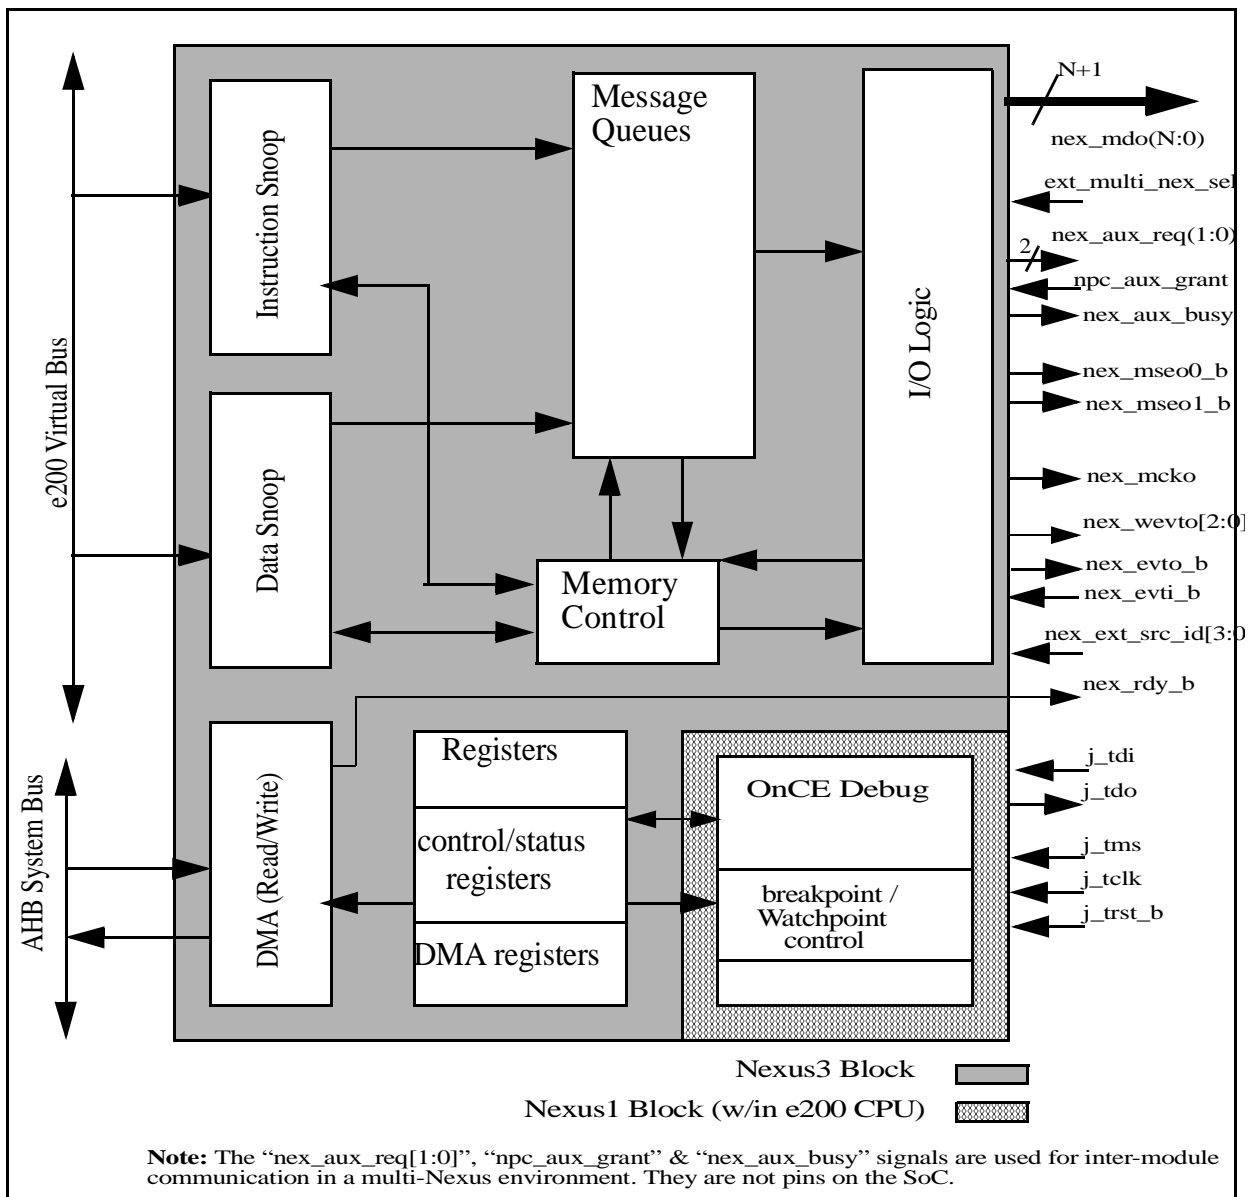 N+1
nex_mdo(N:0)
ext_multi_nex_sel
nex_aux_req(1:0)
2
npc_aux_grant
nex_aux_busy
nex_mseo0_b
nex_mseo1_b
nex_mcko
nex_wevto[2:0]
nex_evto_b
nex_evti_b
nex_ext_src_id[3:0
nex_rdy_b
j_tdi
j_tdo
j_tms
j_tclk
j_trst_b
e200 Virtual Bus
AHB System Bus
Instruction Snoop
Data Snoop
DMA (Read/Write)
Message
Queues
Memory
Control
I/O Logic
Registers
control/status
registers
DMA registers
OnCE Debug
breakpoint /
Watchpoint
control
Nexus3 Block
Nexus1 Block (w/in e200 CPU)
Note: The “nex_aux_req[1:0]”, “npc_aux_grant” & “nex_aux_busy” signals are used for inter-module
communication in a multi-Nexus environment. They are not pins on the SoC.